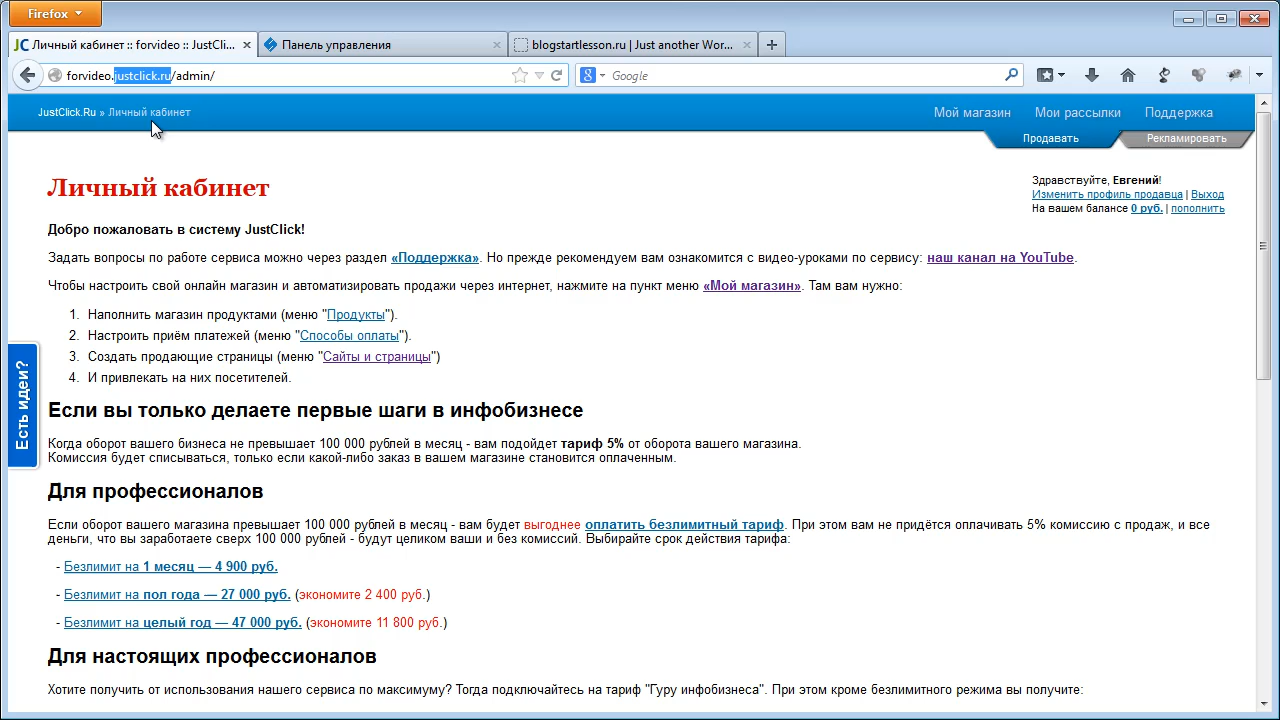 Firefox
Личный кабинет :: forvideo :: JustCli...
Панель управления
blogstartlesson.ru | Just another Wor...
forvideo.justclick.ru/admin/
Google
JustClick.Ru » Личный кабинет
Мой магазин
Мои рассылки
Поддержка
Продавать
Рекламировать
Личный кабинет
Здравствуйте, Евгений!
Изменить профиль продавца | Выход
На вашем балансе 0 руб. | пополнить
Добро пожаловать в систему JustClick!
Задать вопросы по работе сервиса можно через раздел «Поддержка». Но прежде рекомендуем вам ознакомится с видео-уроками по сервису: наш канал на YouTube.
Чтобы настроить свой онлайн магазин и автоматизировать продажи через интернет, нажмите на пункт меню «Мой магазин». Там вам нужно:
1. Наполнить магазин продуктами (меню "Продукты").
2. Настроить приём платежей (меню "Способы оплаты").
3. Создать продающие страницы (меню "Сайты и страницы")
4. И привлекать на них посетителей.
Есть идеи?
Если вы только делаете первые шаги в инфобизнесе
Когда оборот вашего бизнеса не превышает 100 000 рублей в месяц - вам подойдет тариф 5% от оборота вашего магазина.
Комиссия будет списываться, только если какой-либо заказ в вашем магазине становится оплаченным.
Для профессионалов
Если оборот вашего магазина превышает 100 000 рублей в месяц - вам будет выгоднее оплатить безлимитный тариф. При этом вам не придётся оплачивать 5% комиссию с продаж, и все
деньги, что вы заработаете сверх 100 000 рублей - будут целиком ваши и без комиссий. Выбирайте срок действия тарифа:
- Безлимит на 1 месяц — 4 900 руб.
- Безлимит на пол года — 27 000 руб. (экономите 2 400 руб.)
- Безлимит на целый год — 47 000 руб. (экономите 11 800 руб.)
Для настоящих профессионалов
Хотите получить от использования нашего сервиса по максимуму? Тогда подключайтесь на тариф "Гуру инфобизнеса". При этом кроме безлимитного режима вы получите: